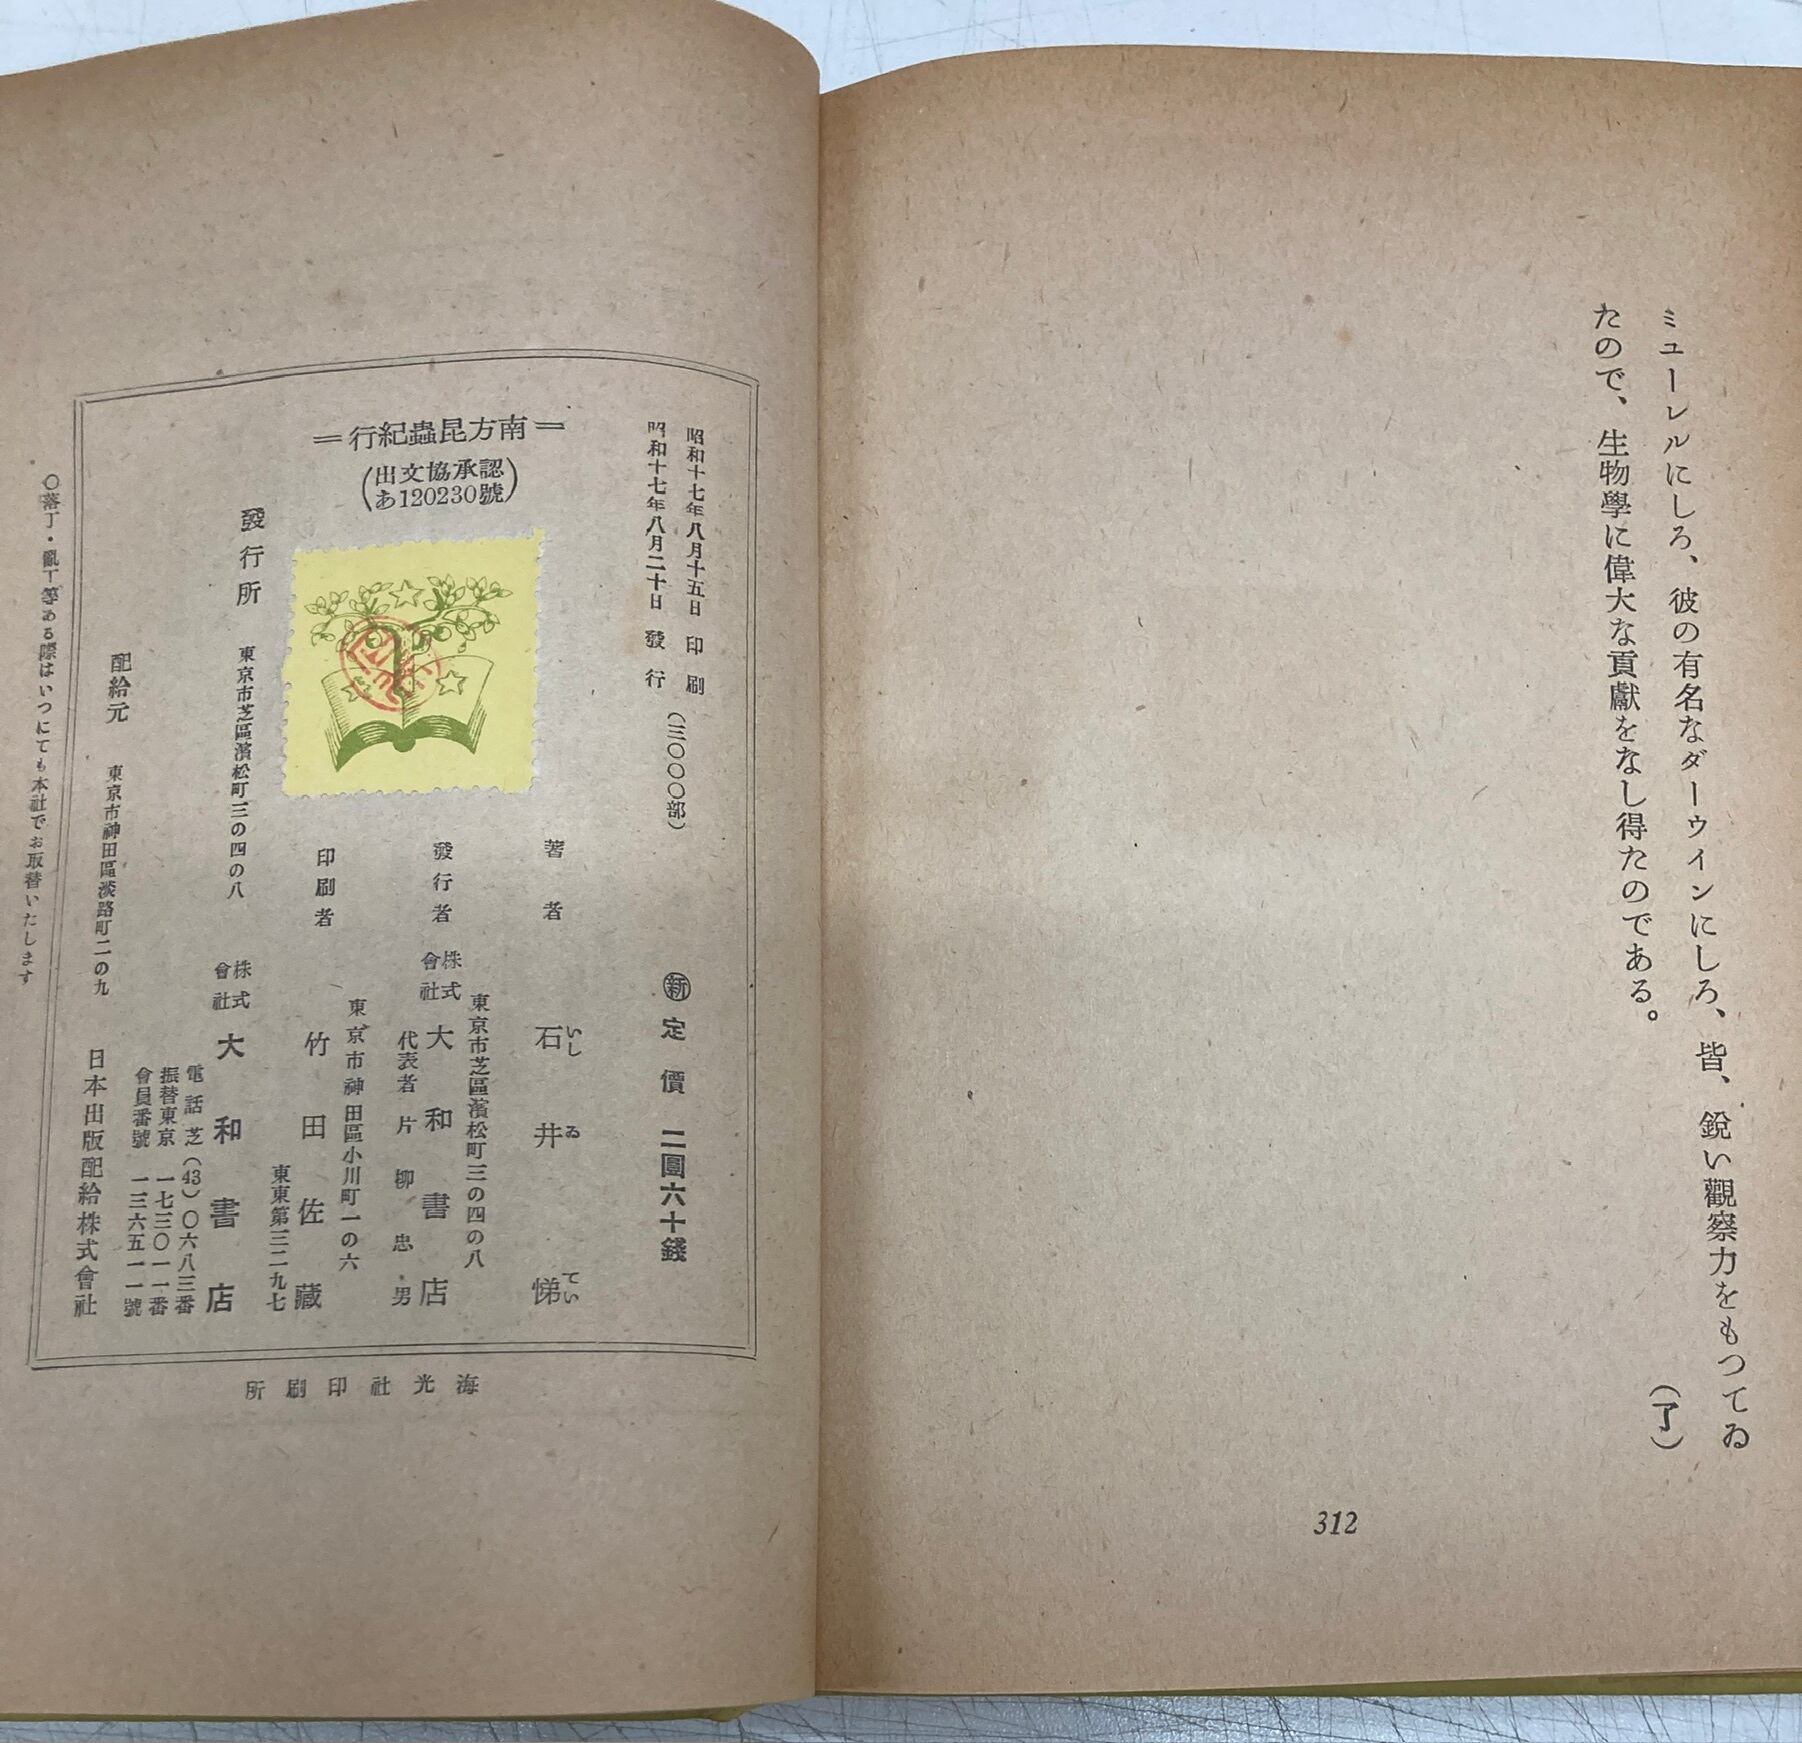 ミユーレルにしろ、彼の有名なダーウインにしろ、皆、鋭い觀察力をもつてゐ
たので、生物學に偉大な貢獻をなし得たのである。
(了)
312
昭和十七年八月十五日 印刷
昭和十七年八月二十日 發行
(三〇〇〇部)
新 定價 二圓六十錢
=行紀蟲昆方南=
(出文協承認
あ120230號)
著者 石井悌
いしゐてい
發行者 東京市芝區濱松町三の四の八
株式會社 大和書店
代表者 片柳忠男
印刷者 東京市神田區小川町一の六
竹田佐藏
東東第三二九七
發行所 東京市芝區濱松町三の四の八
株式會社 大和書店
電話芝(43)〇六八三番
振替東京 一七三〇一一番
會員番號 一三六五一一號
配給元 東京市神田區淡路町二の九
日本出版配給株式會社
〇落丁・亂丁等ある際はいつにても本社でお取替いたします
所刷印社光海